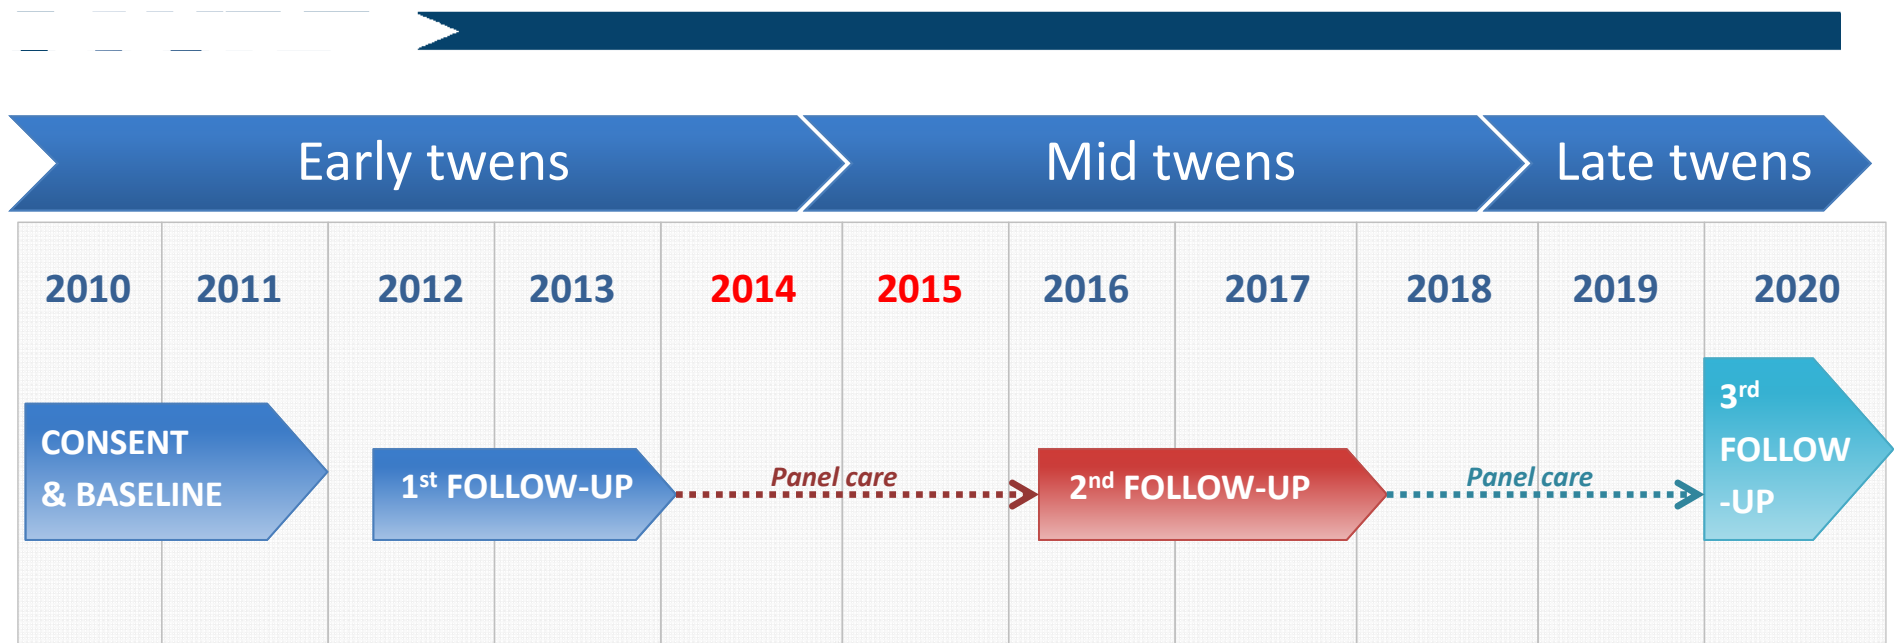 Early twens
Mid twens
Late twens
2010
2011
2012
2013
2014
2015
2016
2017
2018
2019
2020
CONSENT
& BASELINE
1st FOLLOW-UP
Panel care
2nd FOLLOW-UP
Panel care
3rd
FOLLOW
-UP